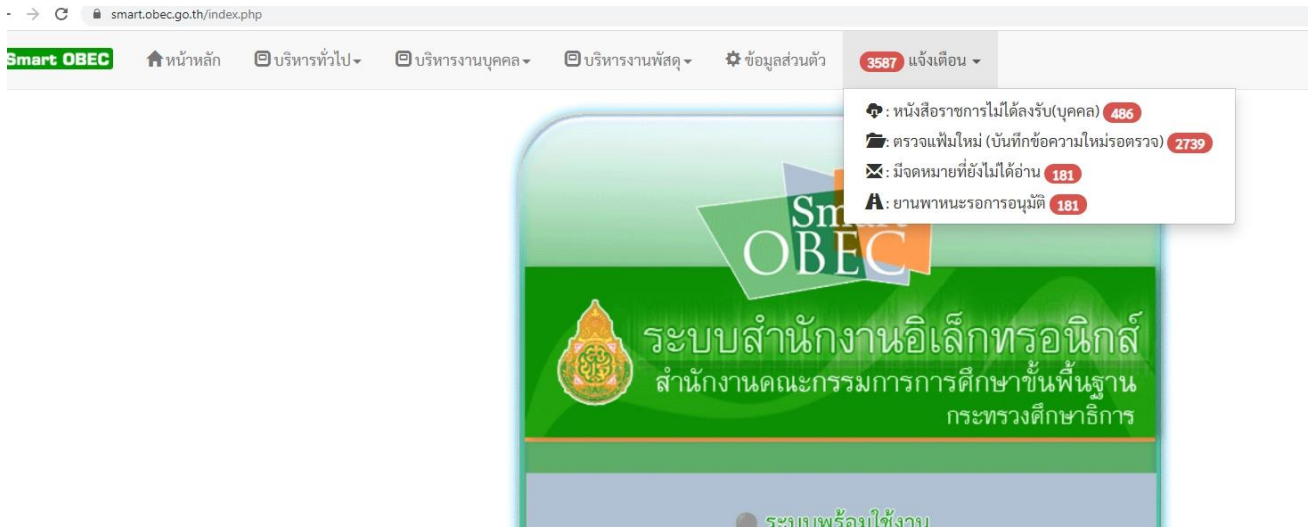 smart.obec.go.th/index.php
Smart OBEC หน้าหลัก บริหารทั่วไป บริหารงานบุคคล บริหารงานพัสดุ ข้อมูลส่วนตัว 3587 แจ้งเตือน
: หนังสือราชการไม่ได้ลงรับ(บุคคล) 486
: ตรวจแฟ้มใหม่ (บันทึกข้อความใหม่รอตรวจ) 2739
: มีจดหมายที่ยังไม่ได้อ่าน 181
: ยานพาหนะรอการอนุมัติ 181
OBEC
ระบบสำนักงานอิเล็กทรอนิกส์
สำนักงานคณะกรรมการการศึกษาขั้นพื้นฐาน
กระทรวงศึกษาธิการ
ระบบพร้อมใช้งาน